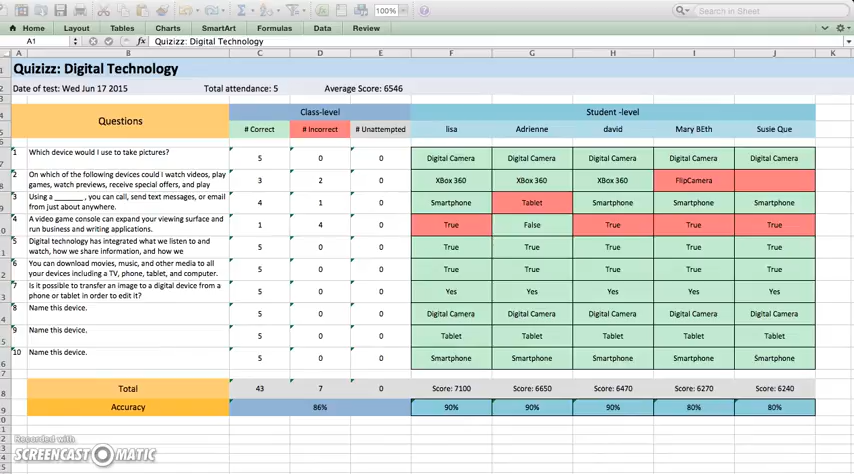 100%
Search in Sheet
Home Layout Tables Charts SmartArt Formulas Data Review
A1 fx Quizizz: Digital Technology
A B C D E F G H I J K
Quizizz: Digital Technology
Date of test: Wed Jun 17 2015 Total attendance: 5 Average Score: 6546
Questions Class-level Student -level
# Correct # Incorrect # Unattempted lisa Adrienne david Mary BEth Susie Que
1 Which device would I use to take pictures? 5 0 0 Digital Camera Digital Camera Digital Camera Digital Camera Digital Camera
2 On which of the following devices could I watch videos, play
games, watch previews, receive special offers, and play 3 2 0 XBox 360 XBox 360 XBox 360 FlipCamera
3 Using a _______ , you can call, send text messages, or email
from just about anywhere. 4 1 0 Smartphone Tablet Smartphone Smartphone Smartphone
4 A video game console can expand your viewing surface and
run business and writing applications. 1 4 0 True False True True True
5 Digital technology has integrated what we listen to and
watch, how we share information, and how we 5 0 0 True True True True True
6 You can download movies, music, and other media to all
your devices including a TV, phone, tablet, and computer. 5 0 0 True True True True True
7 Is it possible to transfer an image to a digital device from a
phone or tablet in order to edit it? 5 0 0 Yes Yes Yes Yes Yes
8 Name this device. 5 0 0 Digital Camera Digital Camera Digital Camera Digital Camera Digital Camera
9 Name this device. 5 0 0 Tablet Tablet Tablet Tablet Tablet
10 Name this device. 5 0 0 Smartphone Smartphone Smartphone Smartphone Smartphone
Total 43 7 0 Score: 7100 Score: 6650 Score: 6470 Score: 6270 Score: 6240
Accuracy 86% 90% 90% 90% 80% 80%
Recorded with
SCREENCAST-O-MATIC